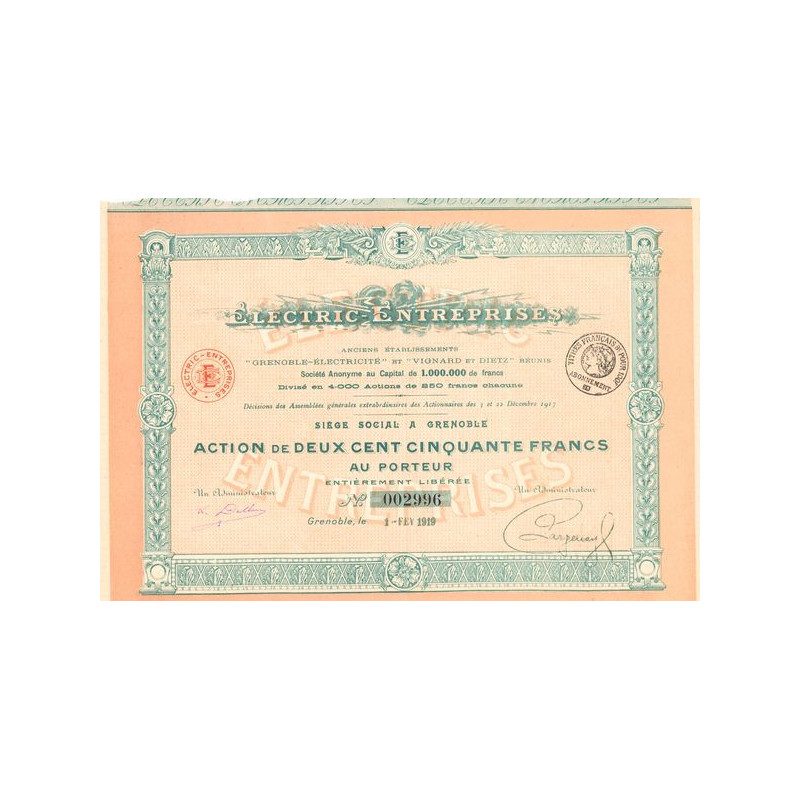 ÉLECTRIC-ENTREPRISES
ANCIENS ÉTABLISSEMENTS
"GRENOBLE-ÉLECTRICITÉ" ET "VIGNARD ET DIETZ" RÉUNIS
Société Anonyme au Capital de 1.000.000 de francs
Divisé en 4.000 Actions de 250 francs chacune
Décisions des Assemblées générales extraordinaires des Actionnaires des 3 et 22 Décembre 1917
SIÈGE SOCIAL A GRENOBLE
ACTION DE DEUX CENT CINQUANTE FRANCS
AU PORTEUR
ENTIÈREMENT LIBÉRÉE
Un Administrateur
Nº 002996
Un Administrateur
Grenoble, le 1 - FEV 1919
ELECTRIC-ENTREPRISES
TITRES FRANÇAIS
ABONNEMENT
ELECTRIC
ENTREPRISES